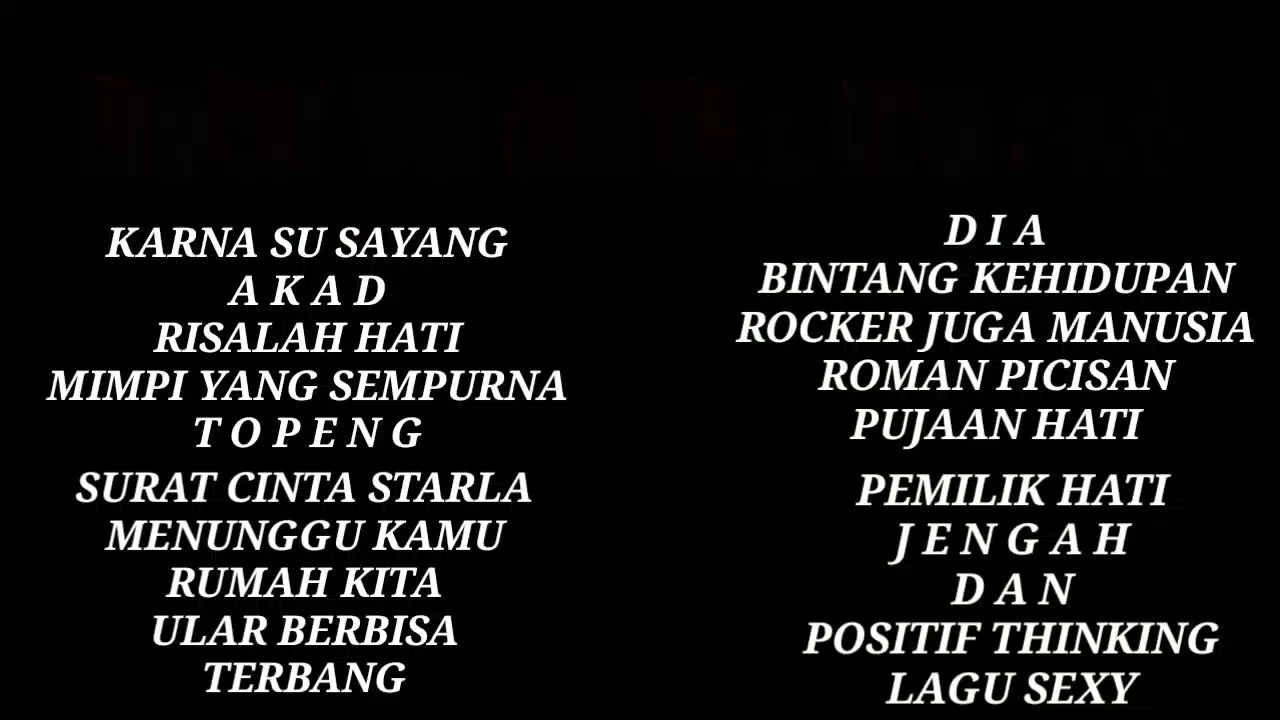 KARNA SU SAYANG
A K A D
RISALAH HATI
MIMPI YANG SEMPURNA
T O P E N G
SURAT CINTA STARLA
MENUNGGU KAMU
RUMAH KITA
ULAR BERBISA
TERBANG
D I A
BINTANG KEHIDUPAN
ROCKER JUGA MANUSIA
ROMAN PICISAN
PUJAAN HATI
PEMILIK HATI
J E N G A H
D A N
POSITIF THINKING
LAGU SEXY